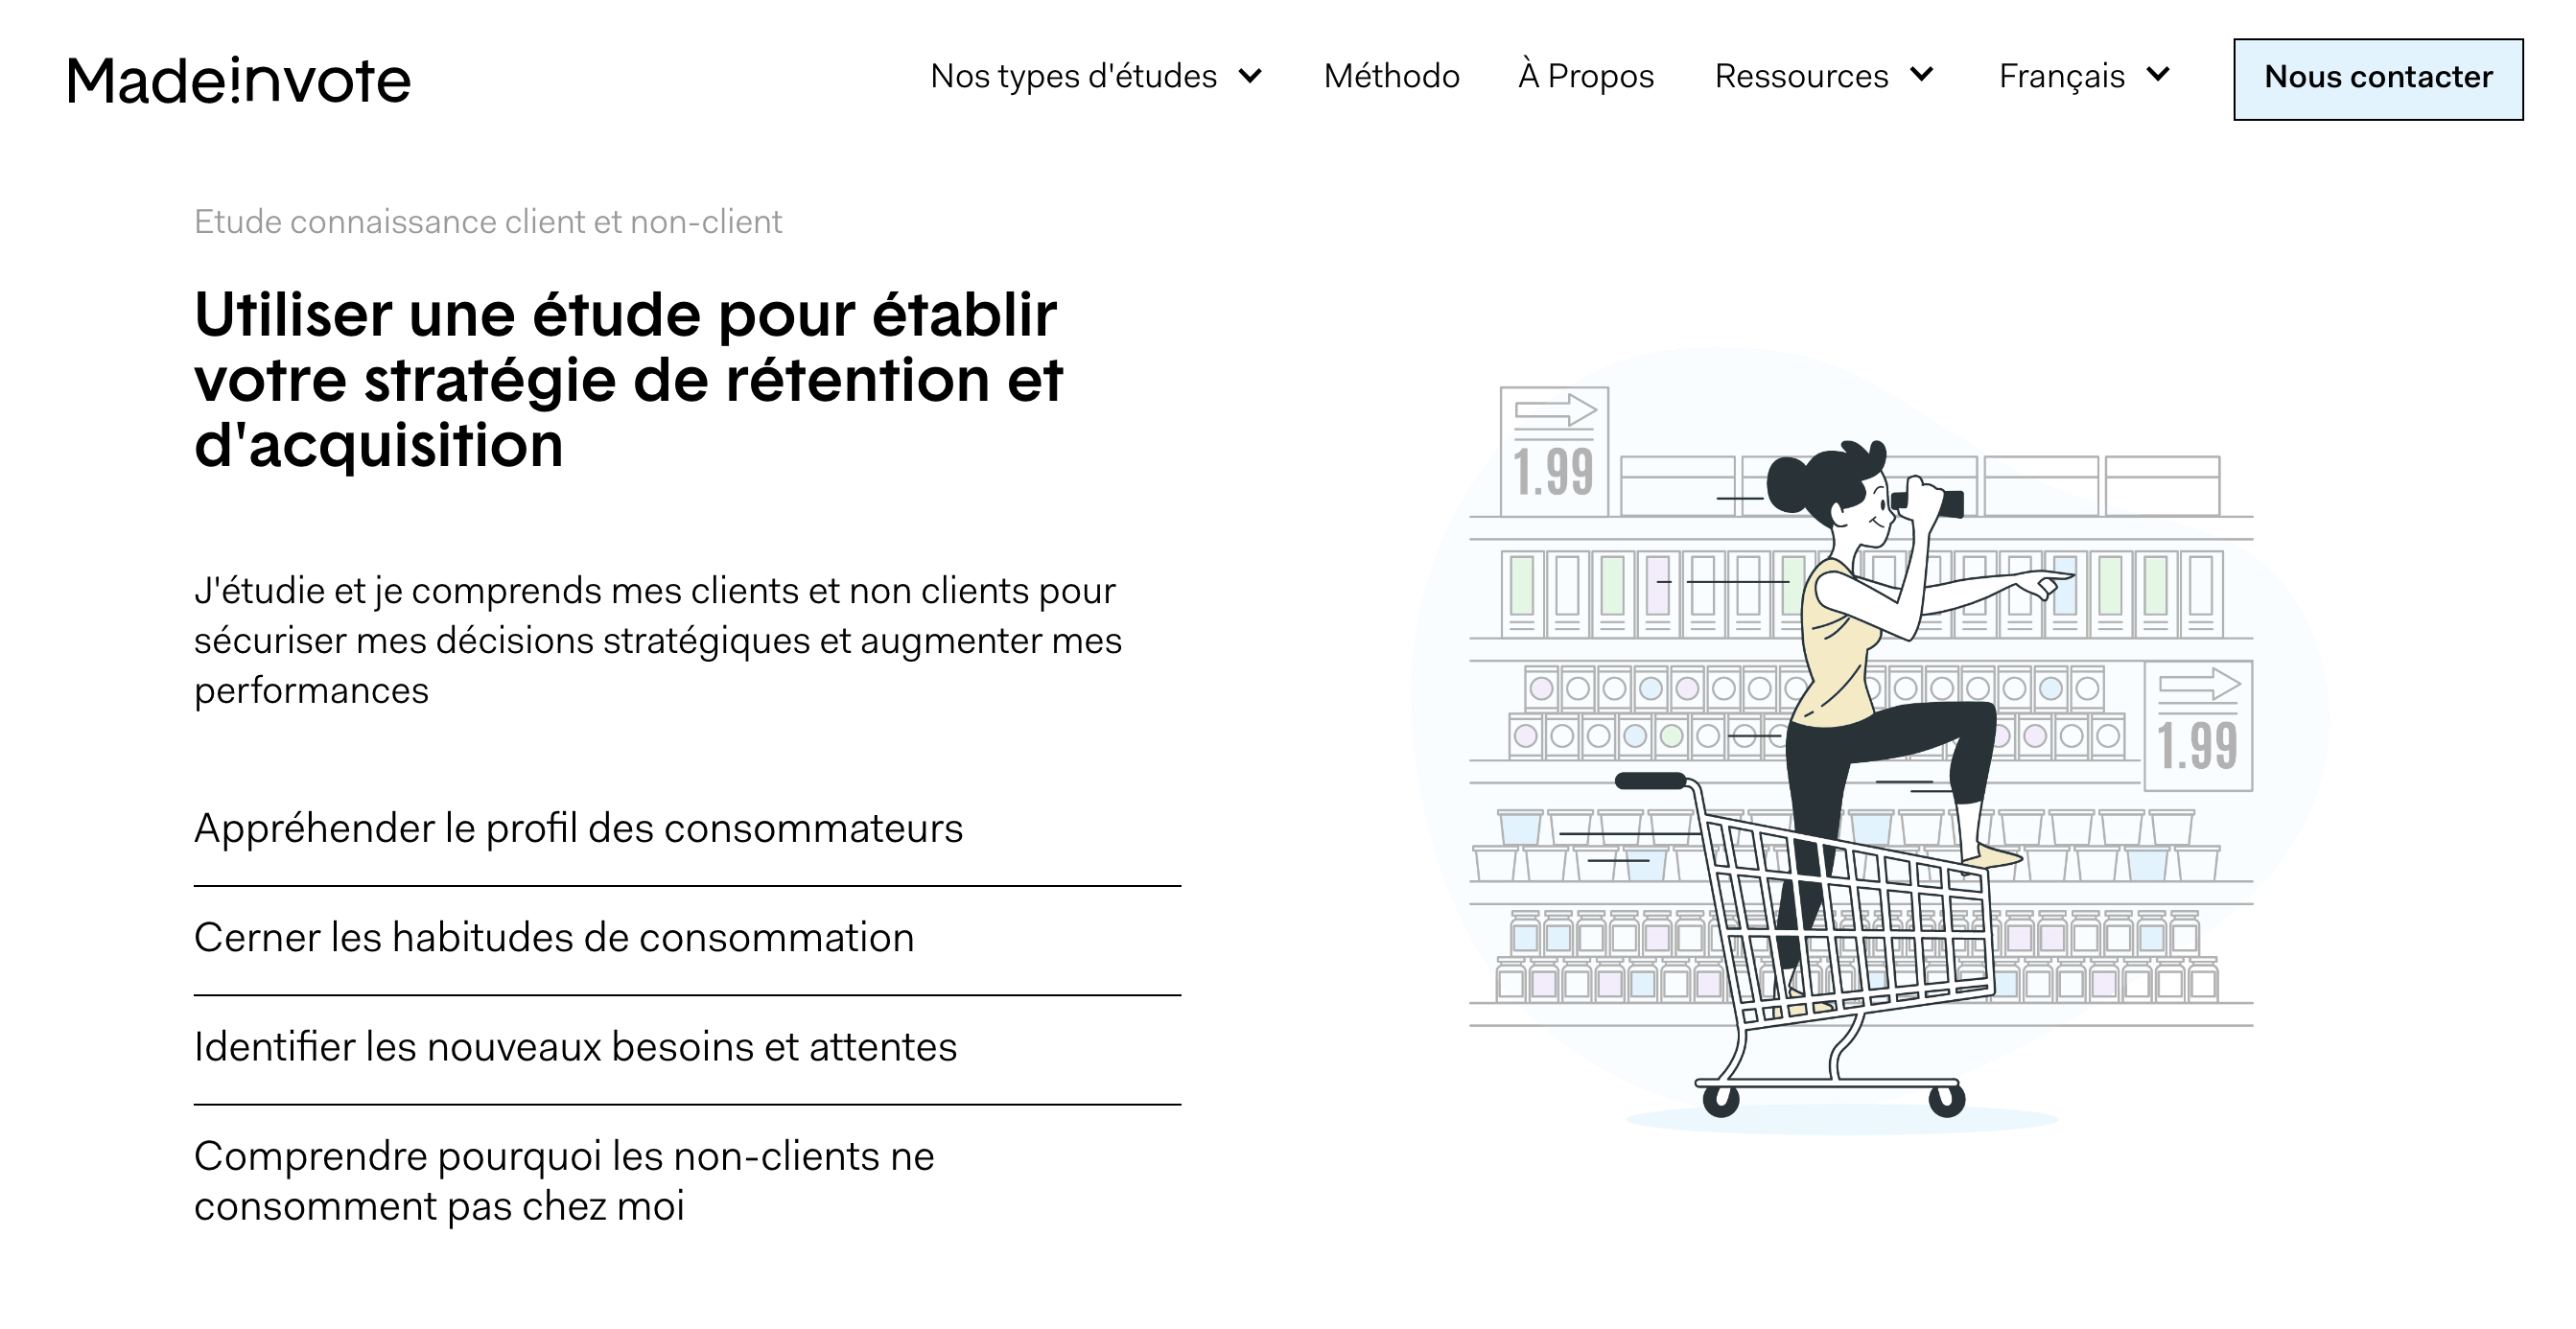 Madeinvote
Nos types d'études
Méthodo
À Propos
Ressources
Français
Nous contacter
Etude connaissance client et non-client
Utiliser une étude pour établir
votre stratégie de rétention et
d'acquisition
J'étudie et je comprends mes clients et non clients pour
sécuriser mes décisions stratégiques et augmenter mes
performances
Appréhender le profil des consommateurs
Cerner les habitudes de consommation
Identifier les nouveaux besoins et attentes
Comprendre pourquoi les non-clients ne
consomment pas chez moi
1.99
1.99